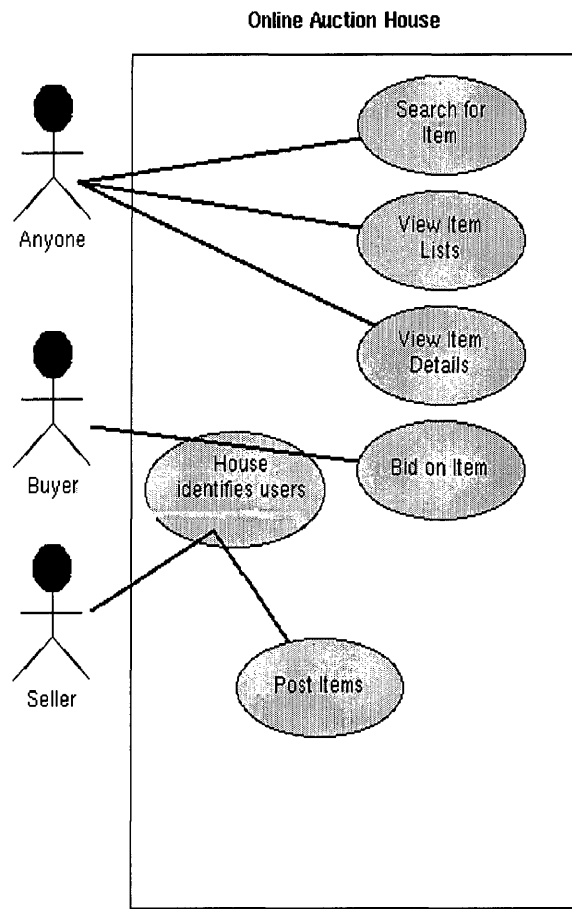 Online Auction House
Search for
Item
Anyone
View Item
Lists
View Item
Details
Buyer
House
identifies users
Bid on Item
Seller
Post Items